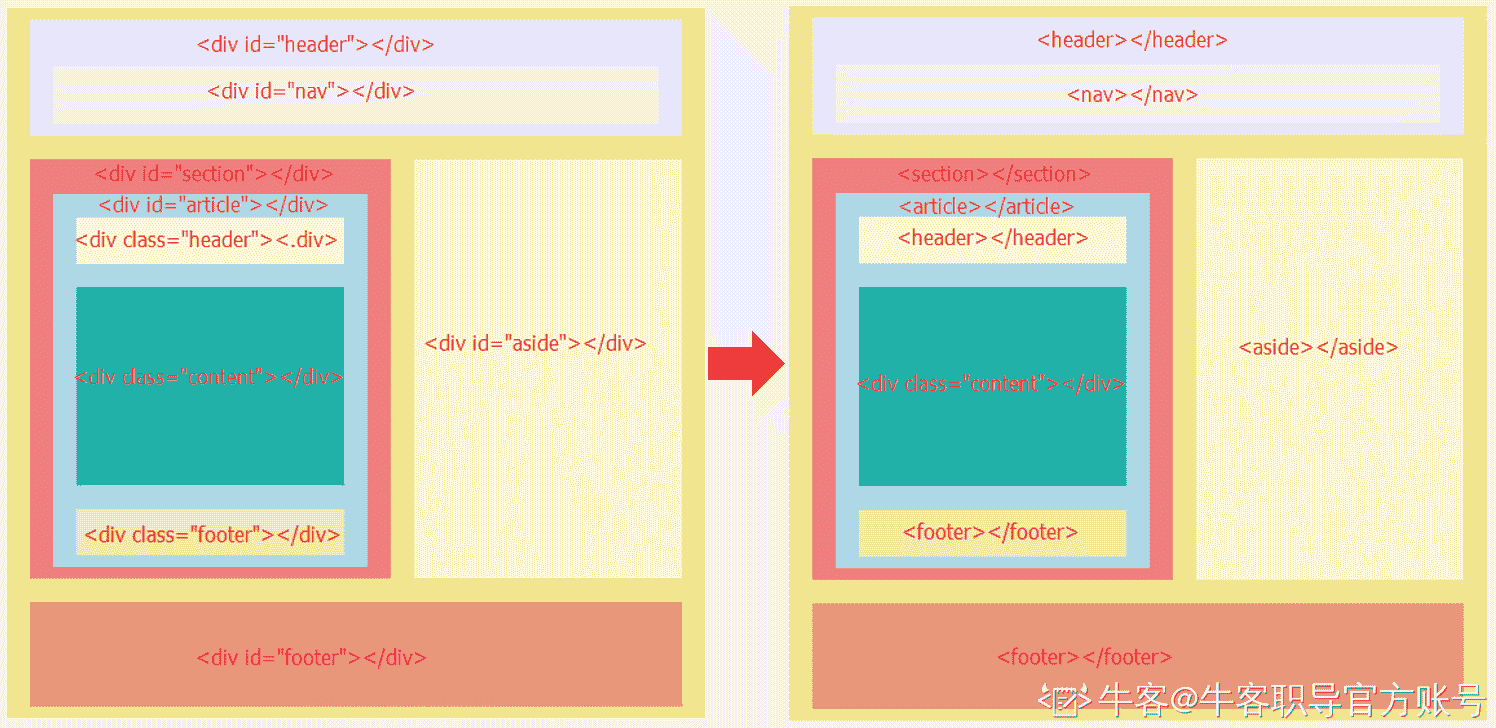 <div id="header"></div>
<div id="nav"></div>
<div id="section"></div>
<div id="article"></div>
<div class="header"><.div>
<div class="content"></div>
<div class="footer"></div>
<div id="aside"></div>
<div id="footer"></div>
<header></header>
<nav></nav>
<section></section>
<article></article>
<header></header>
<div class="content"></div>
<footer></footer>
<aside></aside>
<footer></footer>
牛客@牛客职导官方账号